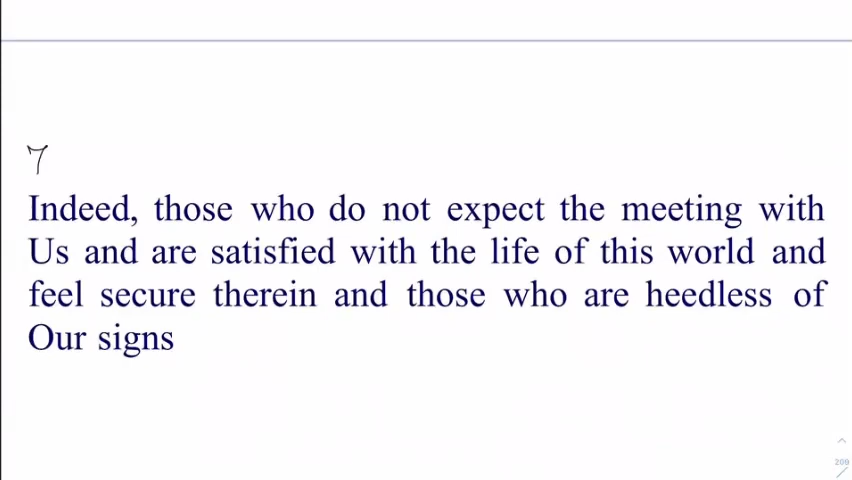 7
Indeed, those who do not expect the meeting with
Us and are satisfied with the life of this world and
feel secure therein and those who are heedless of
Our signs
209